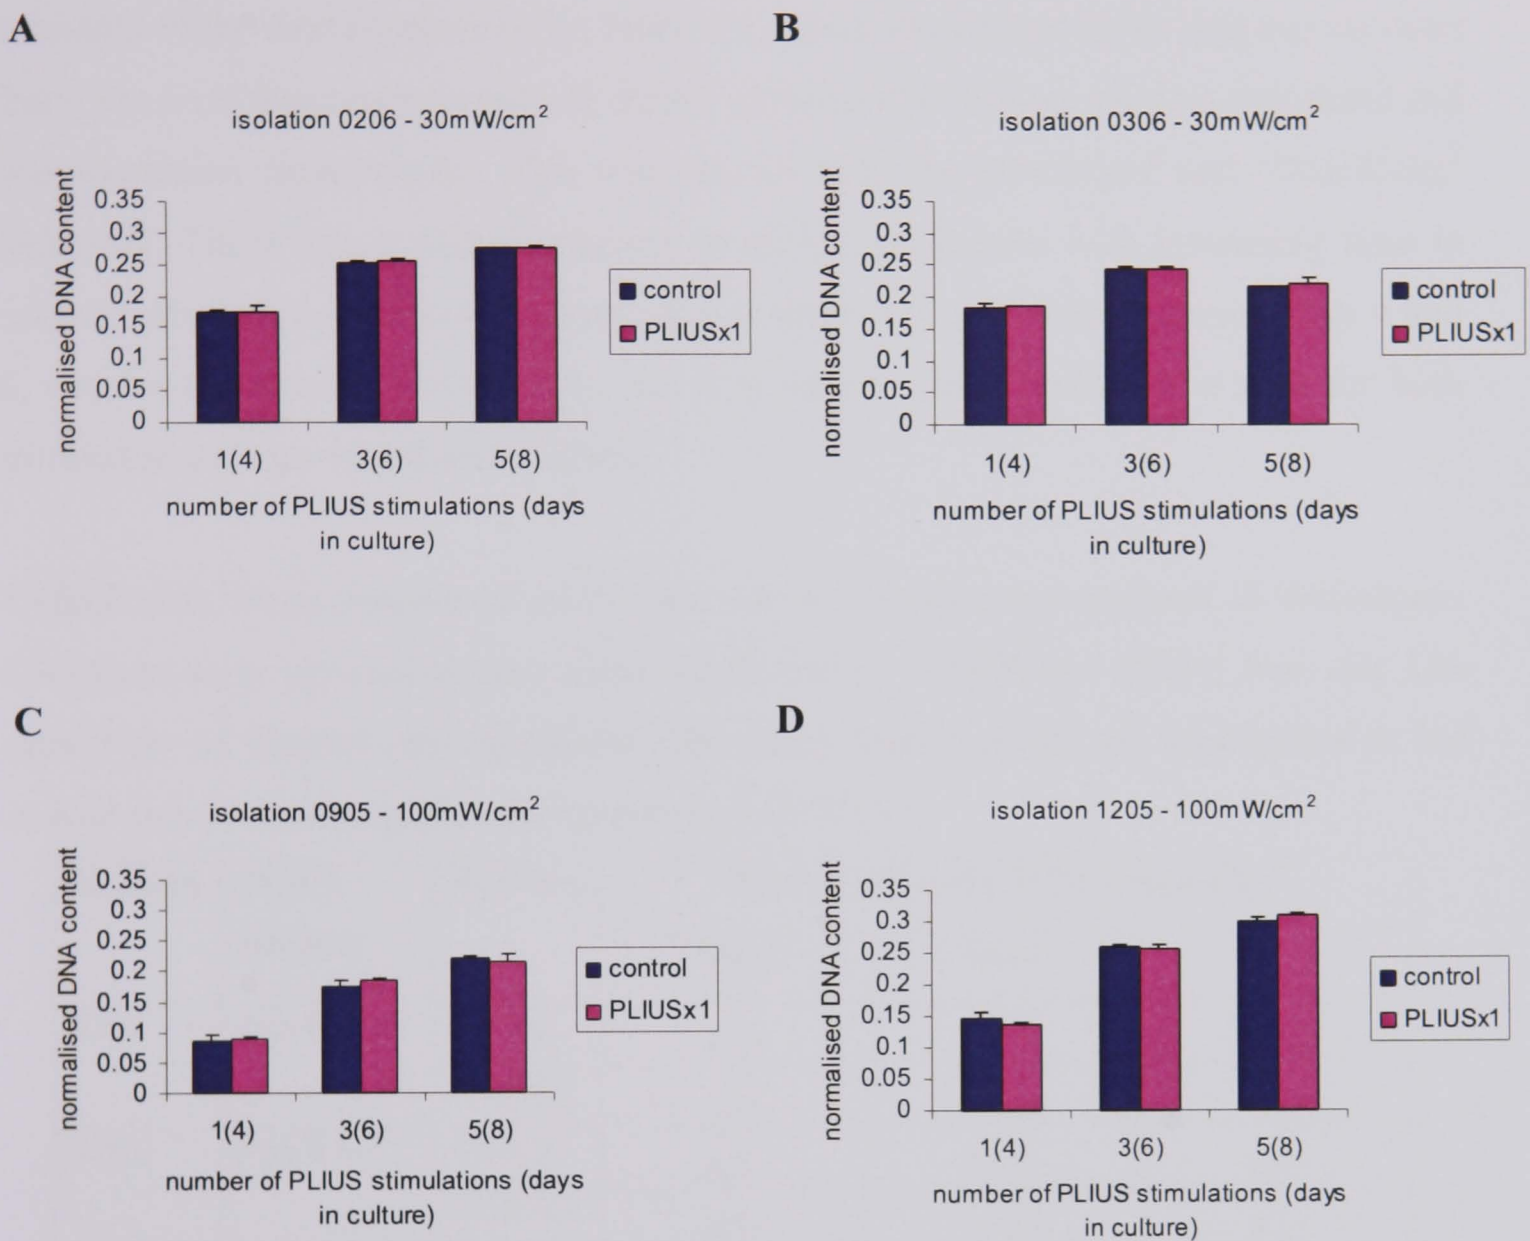 A
isolation 0206 - 30mW/cm²
normalised DNA content
0.35
0.3
0.25
0.2
0.15
0.1
0.05
0
1(4) 3(6) 5(8)
number of PLIUS stimulations (days
in culture)
control
PLIUSx1
B
isolation 0306 - 30mW/cm²
normalised DNA content
0.35
0.3
0.25
0.2
0.15
0.1
0.05
0
1(4) 3(6) 5(8)
number of PLIUS stimulations (days
in culture)
control
PLIUSx1
C
isolation 0905 - 100mW/cm²
normalised DNA content
0.35
0.3
0.25
0.2
0.15
0.1
0.05
0
1(4) 3(6) 5(8)
number of PLIUS stimulations (days
in culture)
control
PLIUSx1
D
isolation 1205 - 100mW/cm²
normalised DNA content
0.35
0.3
0.25
0.2
0.15
0.1
0.05
0
1(4) 3(6) 5(8)
number of PLIUS stimulations (days
in culture)
control
PLIUSx1